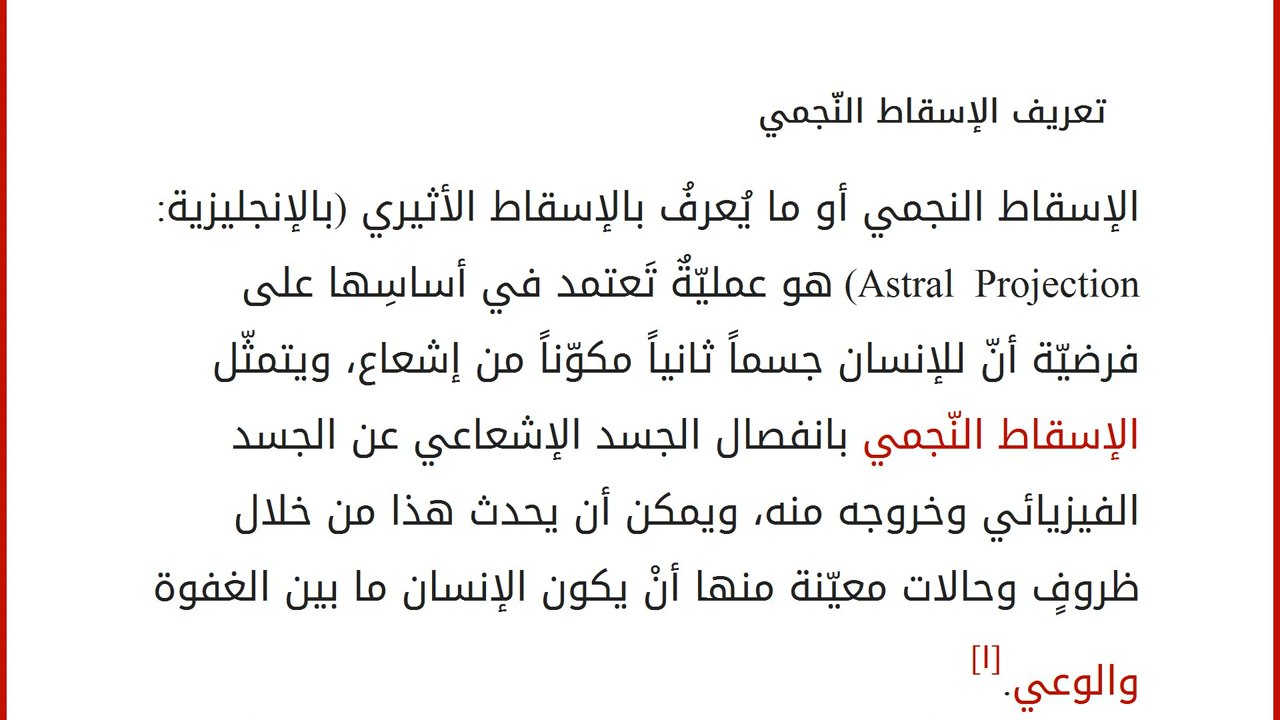 تعريف الإسقاط النّجمي
الإسقاط النجمي أو ما يُعرفُ بالإسقاط الأثيري (بالإنجليزية:
Astral Projection) هو عمليّةٌ تَعتمد في أساسِها على
فرضيّة أنّ للإنسان جسماً ثانياً مكوّناً من إشعاع، ويتمثّل
الإسقاط النّجمي بانفصال الجسد الإشعاعي عن الجسد
الفيزيائي وخروجه منه، ويمكن أن يحدث هذا من خلال
ظروفٍ وحالات معيّنة منها أنْ يكون الإنسان ما بين الغفوة
والوعي.[١]